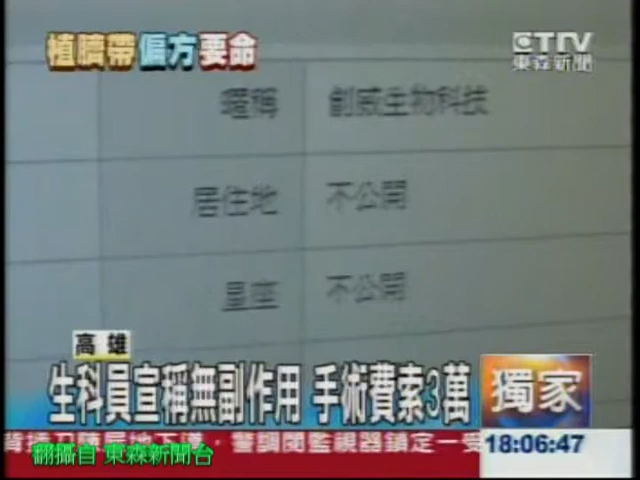 植臍帶偏方要命
ETTV
東森新聞
暱稱 創威生物科技
居住地 不公開
星座 不公開
高雄
生科員宣稱無副作用 手術費索3萬
獨家
警調閱監視器鎖定一受
18:06:47
翻攝自 東森新聞台